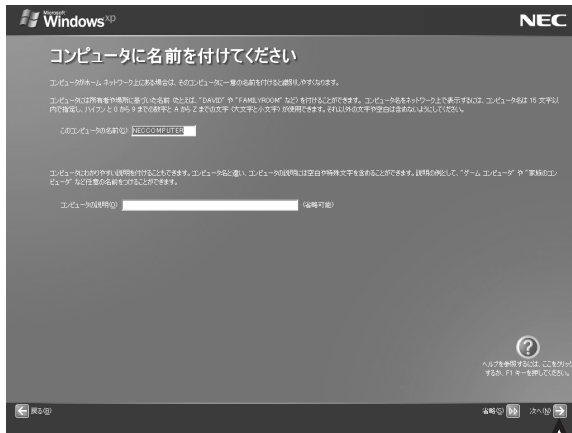 Microsoft
Windows xp
NEC
コンピュータに名前を付けてください
コンピュータがホーム ネットワーク上にある場合は、そのコンピュータに一意の名前を付けると識別しやすくなります。
コンピュータには所有者や場所に基づいた名前 (たとえば、"DAVID" や "FAMILYROOM" など) を付けることができます。コンピュータ名をネットワーク上で表示するには、コンピュータ名は 15 文字以
内で指定し、ハイフンと 0 から 9 までの数字と A から Z までの文字 (大文字と小文字) が使用できます。それ以外の文字や空白は含めないようにしてください。
このコンピュータの名前(C): NECCOMPUTER
コンピュータにわかりやすい説明を付けることもできます。コンピュータ名と違い、コンピュータの説明には空白や特殊文字を含めることができます。説明の例として、"ゲーム コンピュータ" や "家族のコン
ピュータ" など任意の名前をつけることができます。
コンピュータの説明(O): (省略可能)
ヘルプを参照するには、ここをクリック
するか、F1 キーを押してください。
戻る(B)
省略(S)
次へ(N)